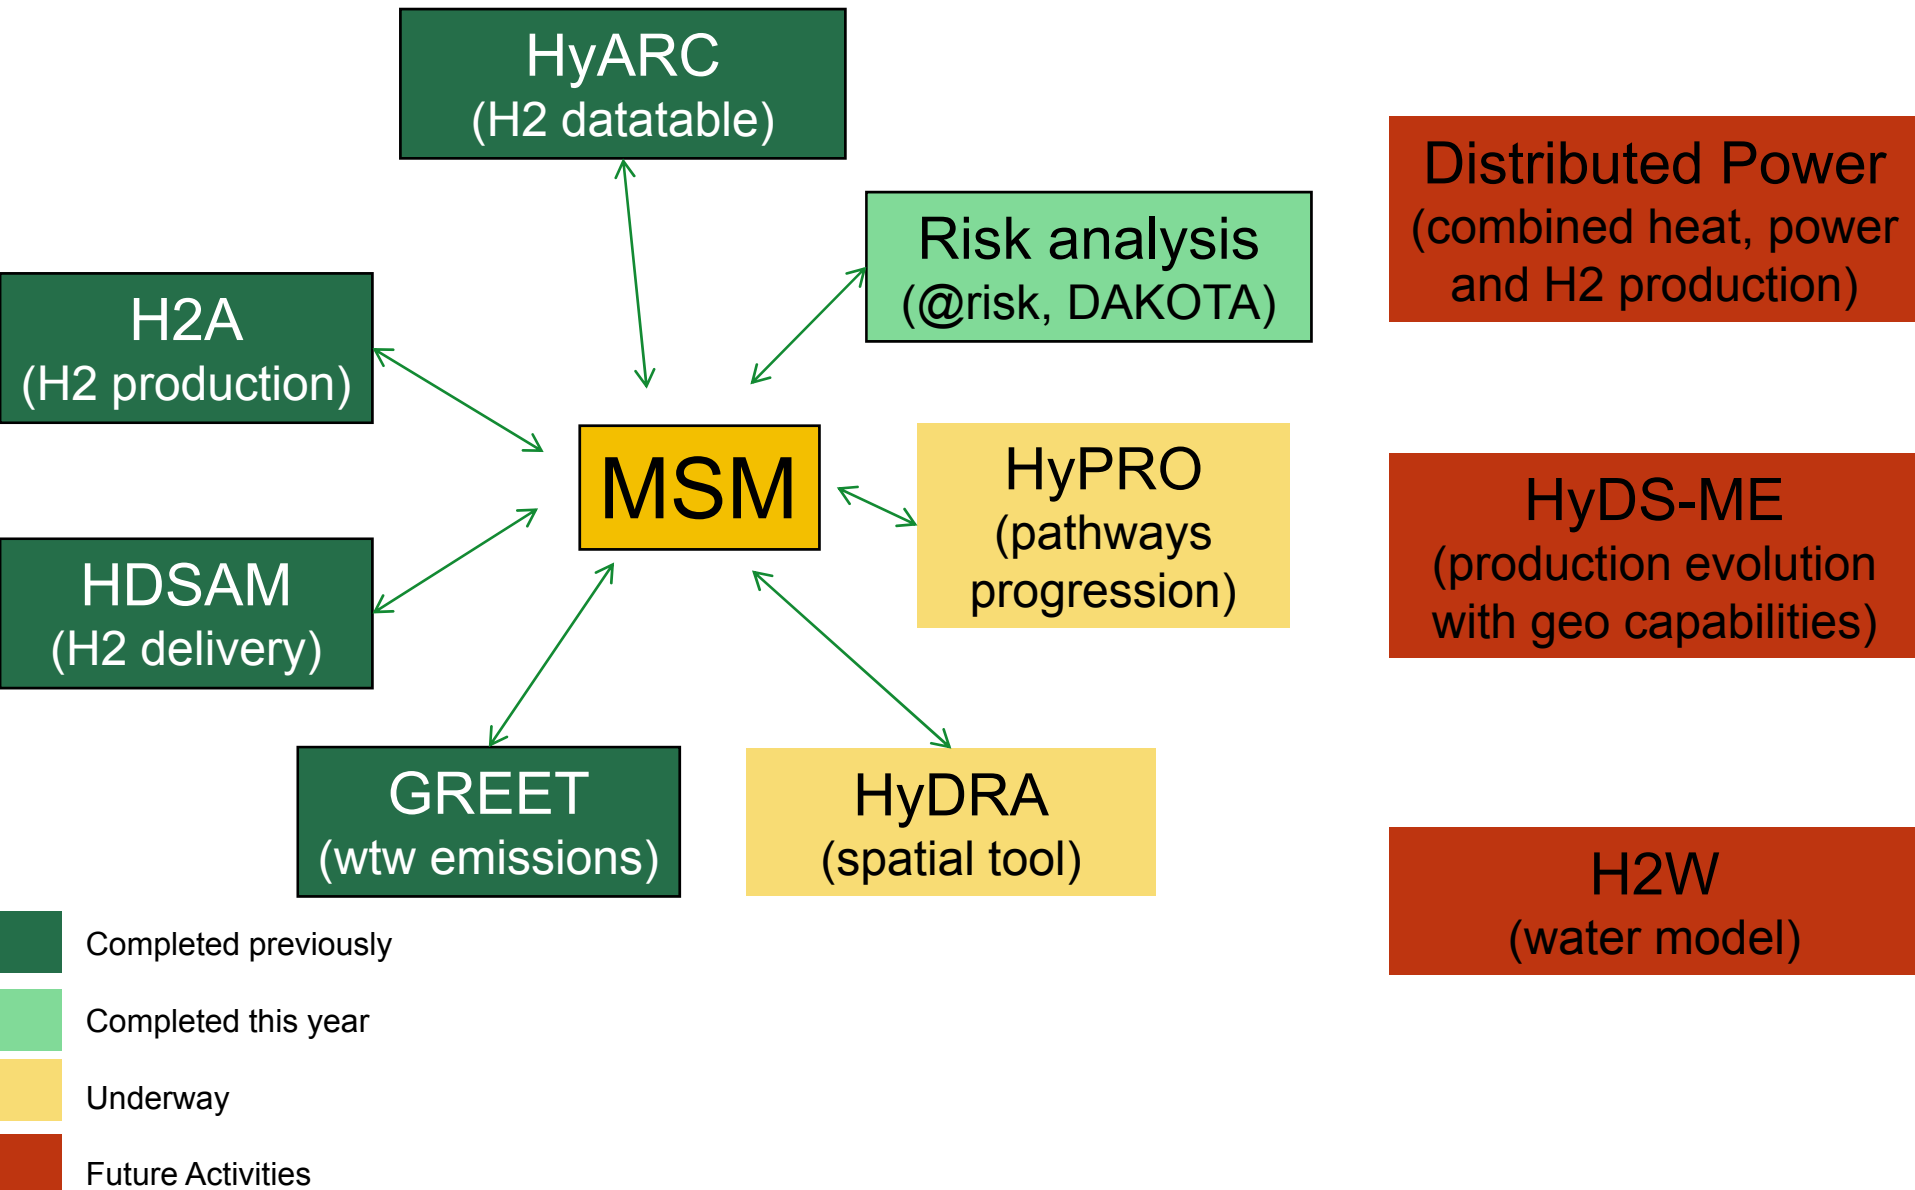 HyARC
(H2 datatable)
Risk analysis
(@risk, DAKOTA)
Distributed Power
(combined heat, power
and H2 production)
H2A
(H2 production)
MSM
HyPRO
(pathways
progression)
HyDS-ME
(production evolution
with geo capabilities)
HDSAM
(H2 delivery)
GREET
(wtw emissions)
HyDRA
(spatial tool)
H2W
(water model)
Completed previously
Completed this year
Underway
Future Activities